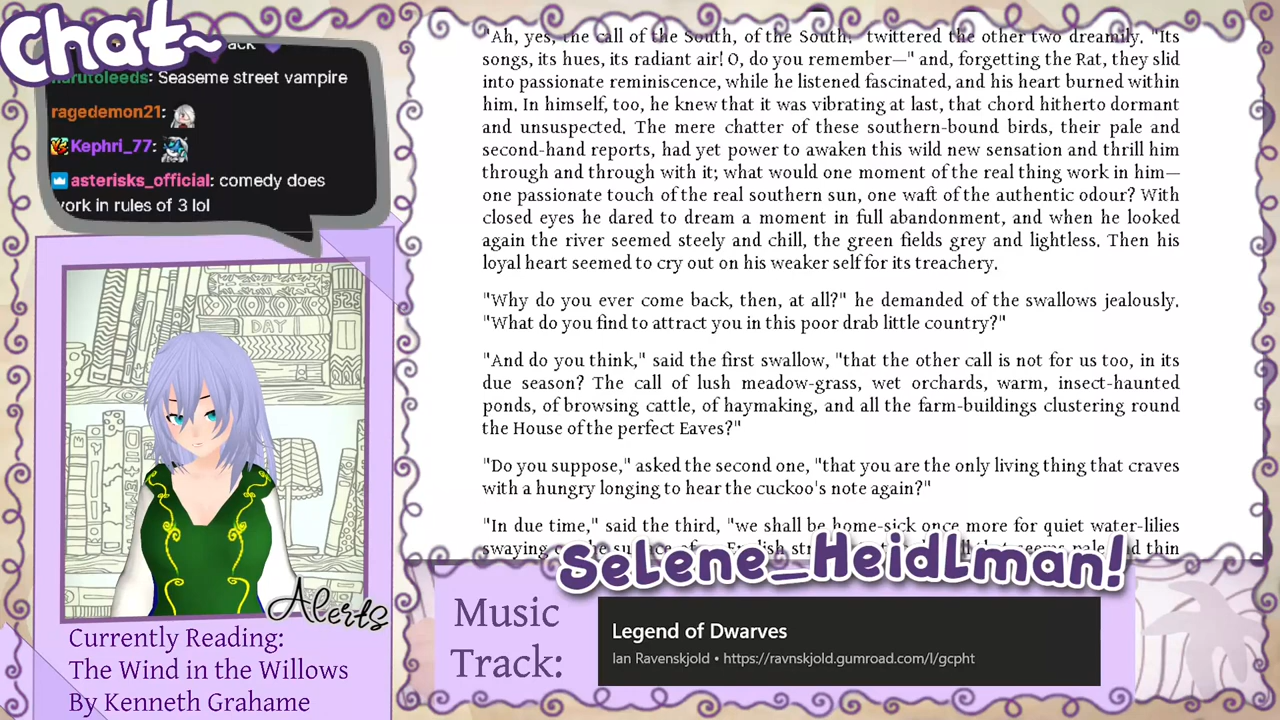 Chat~
narutoleeds: Seaseme street vampire
ragedemon21:
Kephri_77:
asterisks_official: comedy does
work in rules of 3 lol
DAY
Alerts
Currently Reading:
The Wind in the Willows
By Kenneth Grahame
"Ah, yes, the call of the South, of the South," twittered the other two dreamily. "Its
songs, its hues, its radiant air! O, do you remember—" and, forgetting the Rat, they slid
into passionate reminiscence, while he listened fascinated, and his heart burned within
him. In himself, too, he knew that it was vibrating at last, that chord hitherto dormant
and unsuspected. The mere chatter of these southern-bound birds, their pale and
second-hand reports, had yet power to awaken this wild new sensation and thrill him
through and through with it; what would one moment of the real thing work in him—
one passionate touch of the real southern sun, one waft of the authentic odour? With
closed eyes he dared to dream a moment in full abandonment, and when he looked
again the river seemed steely and chill, the green fields grey and lightless. Then his
loyal heart seemed to cry out on his weaker self for its treachery.
"Why do you ever come back, then, at all?" he demanded of the swallows jealously.
"What do you find to attract you in this poor drab little country?"
"And do you think," said the first swallow, "that the other call is not for us too, in its
due season? The call of lush meadow-grass, wet orchards, warm, insect-haunted
ponds, of browsing cattle, of haymaking, and all the farm-buildings clustering round
the House of the perfect Eaves?"
"Do you suppose," asked the second one, "that you are the only living thing that craves
with a hungry longing to hear the cuckoo's note again?"
"In due time," said the third, "we shall be home-sick once more for quiet water-lilies
swaying English pale and thin
Selene_Heidlman!
Music
Track:
Legend of Dwarves
Ian Ravenskjold • https://ravnskjold.gumroad.com/l/gcpht